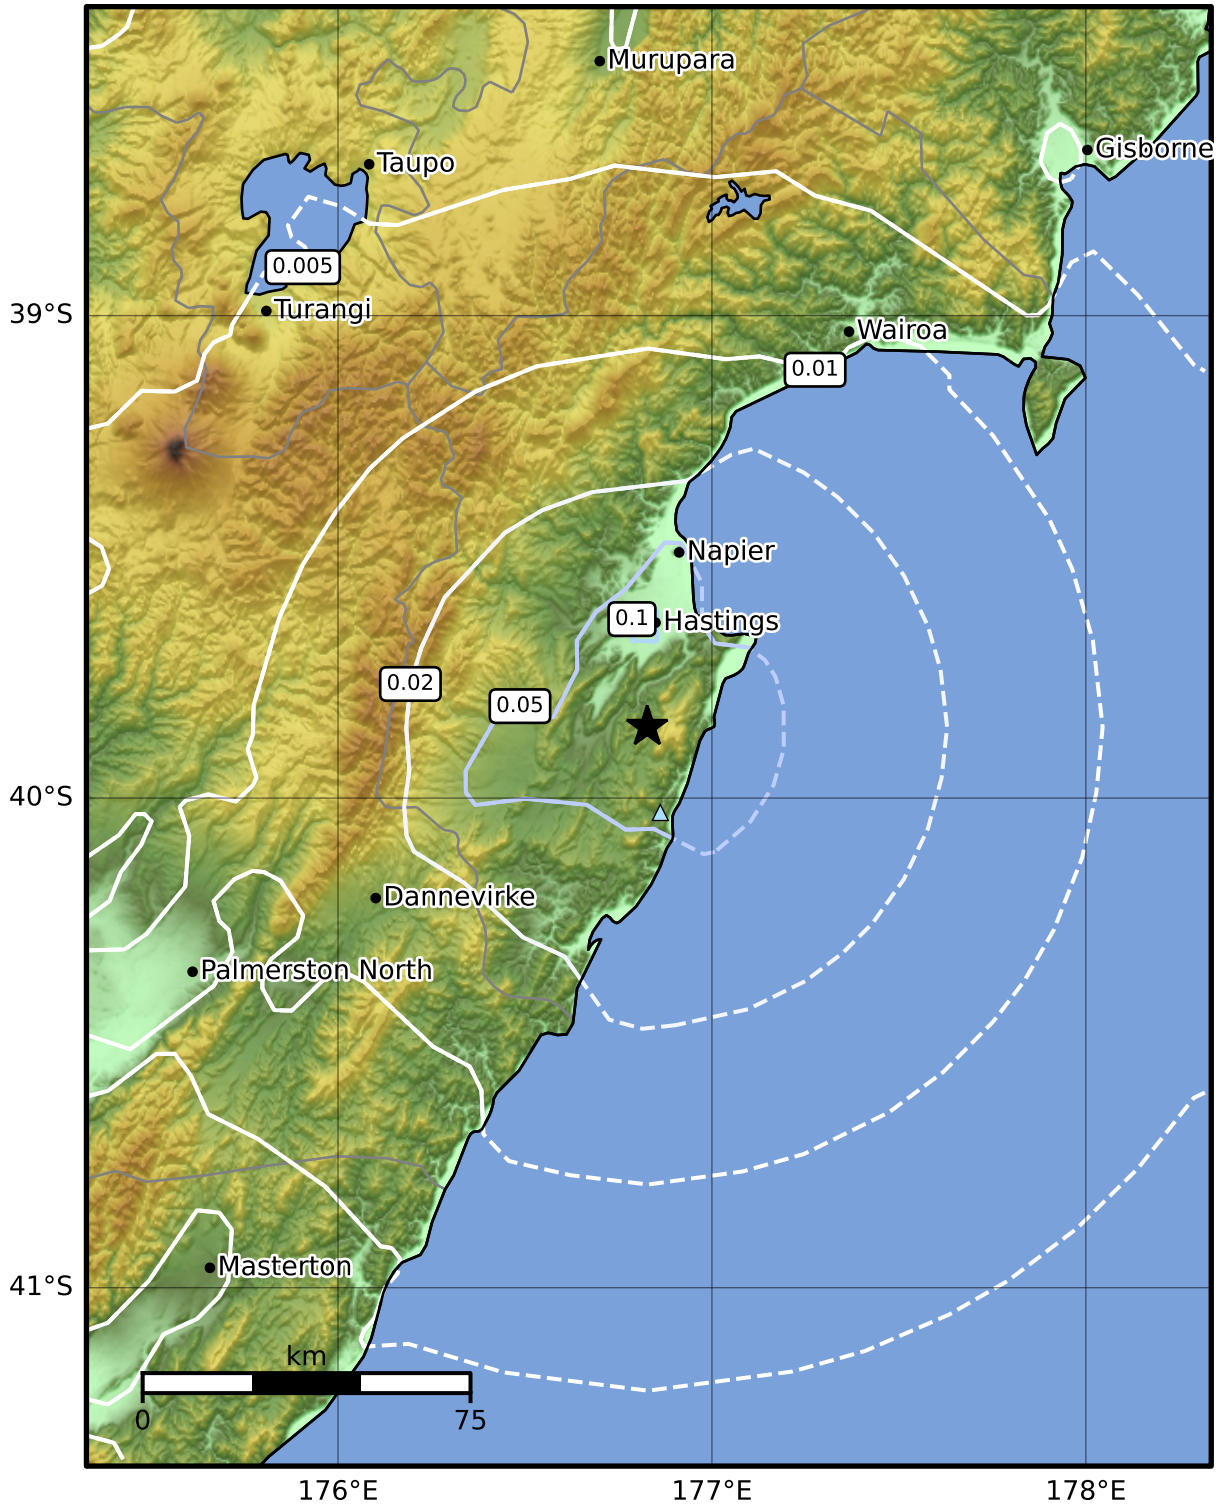 Murupara
Gisborne
Taupo
0.005
Turangi
39°S
Wairoa
0.01
Napier
0.1
Hastings
0.02
0.05
40°S
Dannevirke
Palmerston North
Masterton
41°S
km
0
75
176°E
177°E
178°E